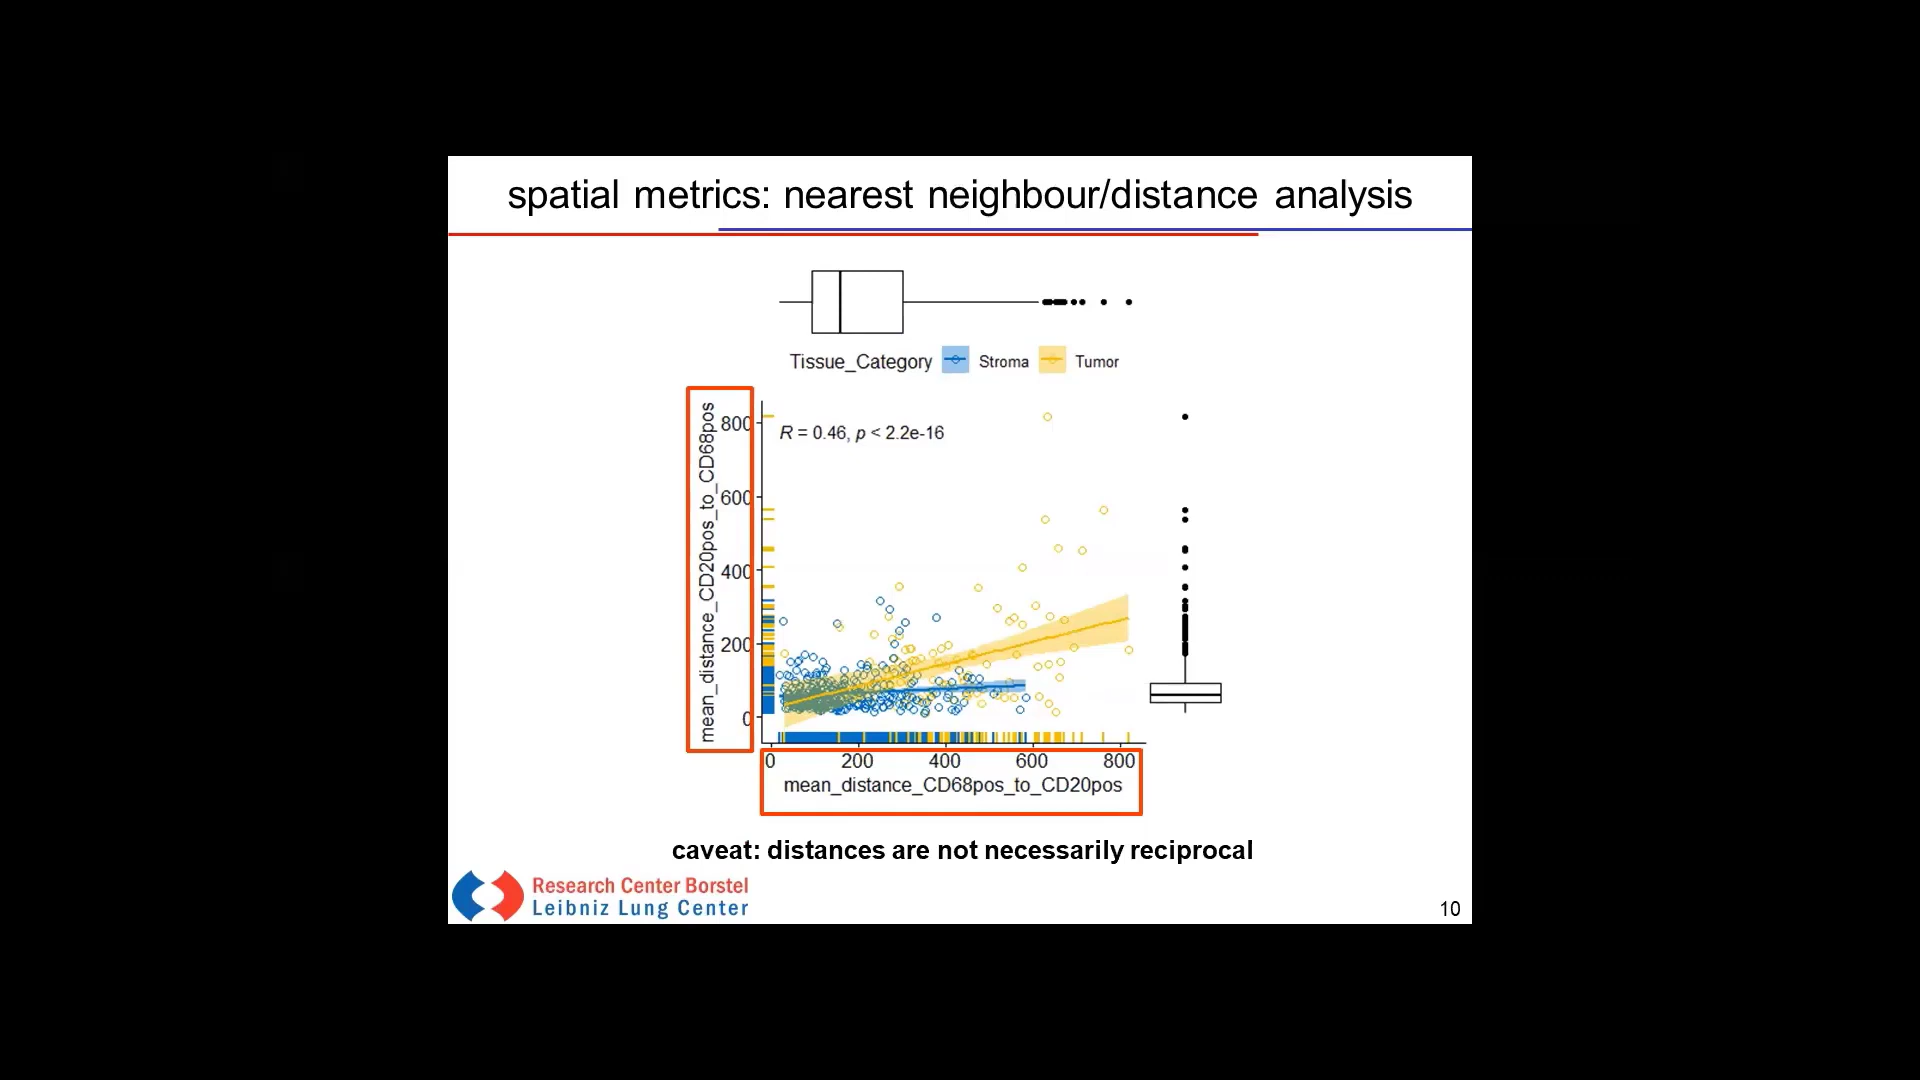 spatial metrics: nearest neighbour/distance analysis
Tissue_Category Stroma Tumor
mean_distance_CD20pos_to_CD68pos
800
600
400
200
0
R = 0.46, p < 2.2e-16
0 200 400 600 800
mean_distance_CD68pos_to_CD20pos
caveat: distances are not necessarily reciprocal
Research Center Borstel
Leibniz Lung Center
10